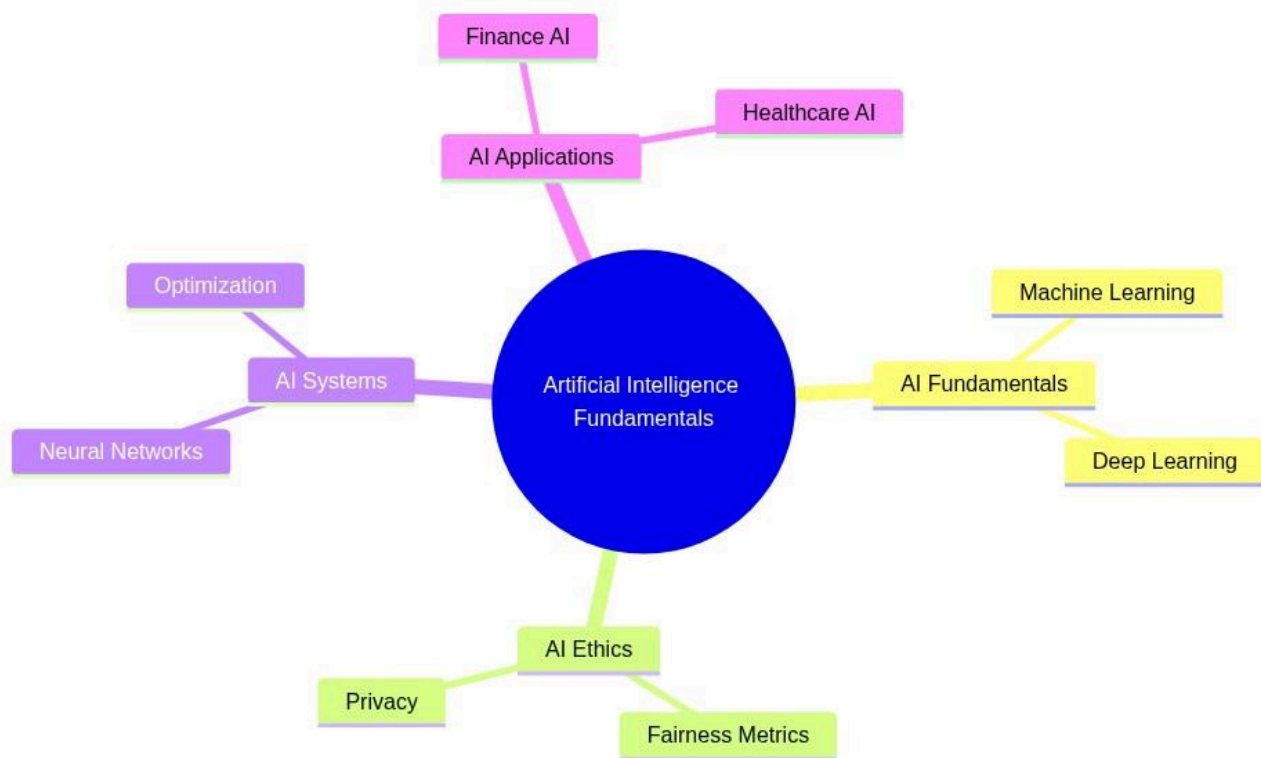 Finance AI
Healthcare AI
AI Applications
Optimization
Machine Learning
AI Systems
Artificial Intelligence
Fundamentals
AI Fundamentals
Neural Networks
Deep Learning
AI Ethics
Privacy
Fairness Metrics